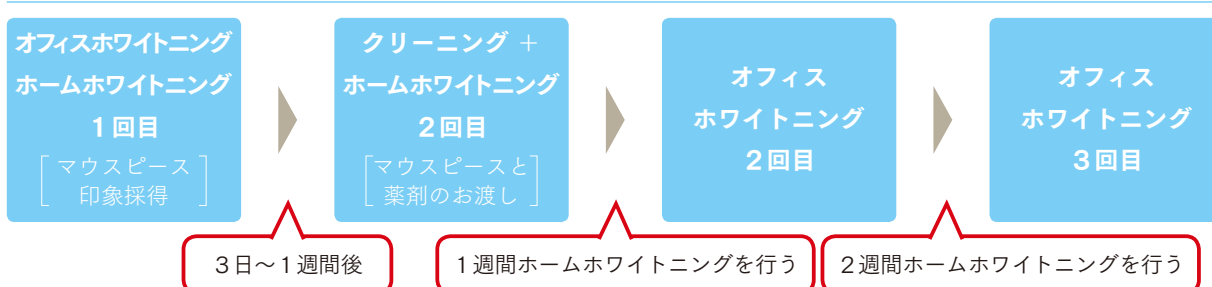 オフィスホワイトニング
ホームホワイトニング
1回目
[マウスピース
印象採得]
クリーニング +
ホームホワイトニング
2回目
[マウスピースと
薬剤のお渡し]
オフィス
ホワイトニング
2回目
オフィス
ホワイトニング
3回目
3日〜1週間後
1週間ホームホワイトニングを行う
2週間ホームホワイトニングを行う